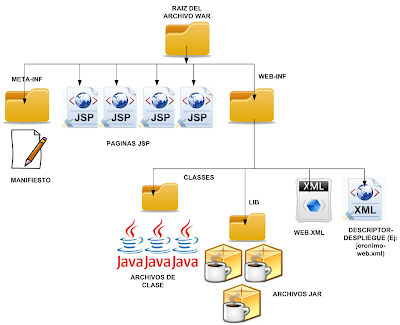 RAIZ DEL
ARCHIVO WAR
META-INF
WEB-INF
JSP
JSP
JSP
JSP
PAGINAS JSP
MANIFIESTO
CLASSES
LIB
XML
XML
Java
Java
Java
ARCHIVOS DE
CLASE
WEB.XML
DESCRIPTOR-
DESPLIEGUE (Ej:
jeronimo-
web.xml)
ARCHIVOS JAR